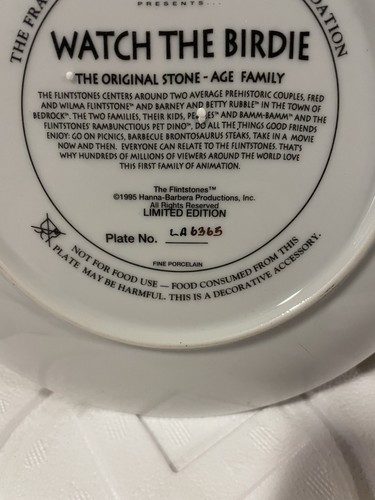 THE FRA
DATION
PRESENTS...
WATCH THE BIRDIE
THE ORIGINAL STONE - AGE FAMILY
THE FLINTSTONES CENTERS AROUND TWO AVERAGE PREHISTORIC COUPLES, FRED
AND WILMA FLINTSTONE™ AND BARNEY AND BETTY RUBBLE™ IN THE TOWN OF
BEDROCK™. THE TWO FAMILIES, THEIR KIDS, PEBBLES™ AND BAMM-BAMM™ AND THE
FLINTSTONES' RAMBUNCTIOUS PET DINO™, DO ALL THE THINGS GOOD FRIENDS
ENJOY: GO ON PICNICS, BARBECUE BRONTOSAURUS STEAKS, TAKE IN A MOVIE
NOW AND THEN. EVERYONE CAN RELATE TO THE FLINTSTONES. THAT'S
WHY HUNDREDS OF MILLIONS OF VIEWERS AROUND THE WORLD LOVE
THIS FIRST FAMILY OF ANIMATION.
The Flintstones™
©1995 Hanna-Barbera Productions, Inc.
All Rights Reserved
LIMITED EDITION
Plate No. LA6365
FINE PORCELAIN
NOT FOR FOOD USE — FOOD CONSUMED FROM THIS
PLATE MAY BE HARMFUL. THIS IS A DECORATIVE ACCESSORY.